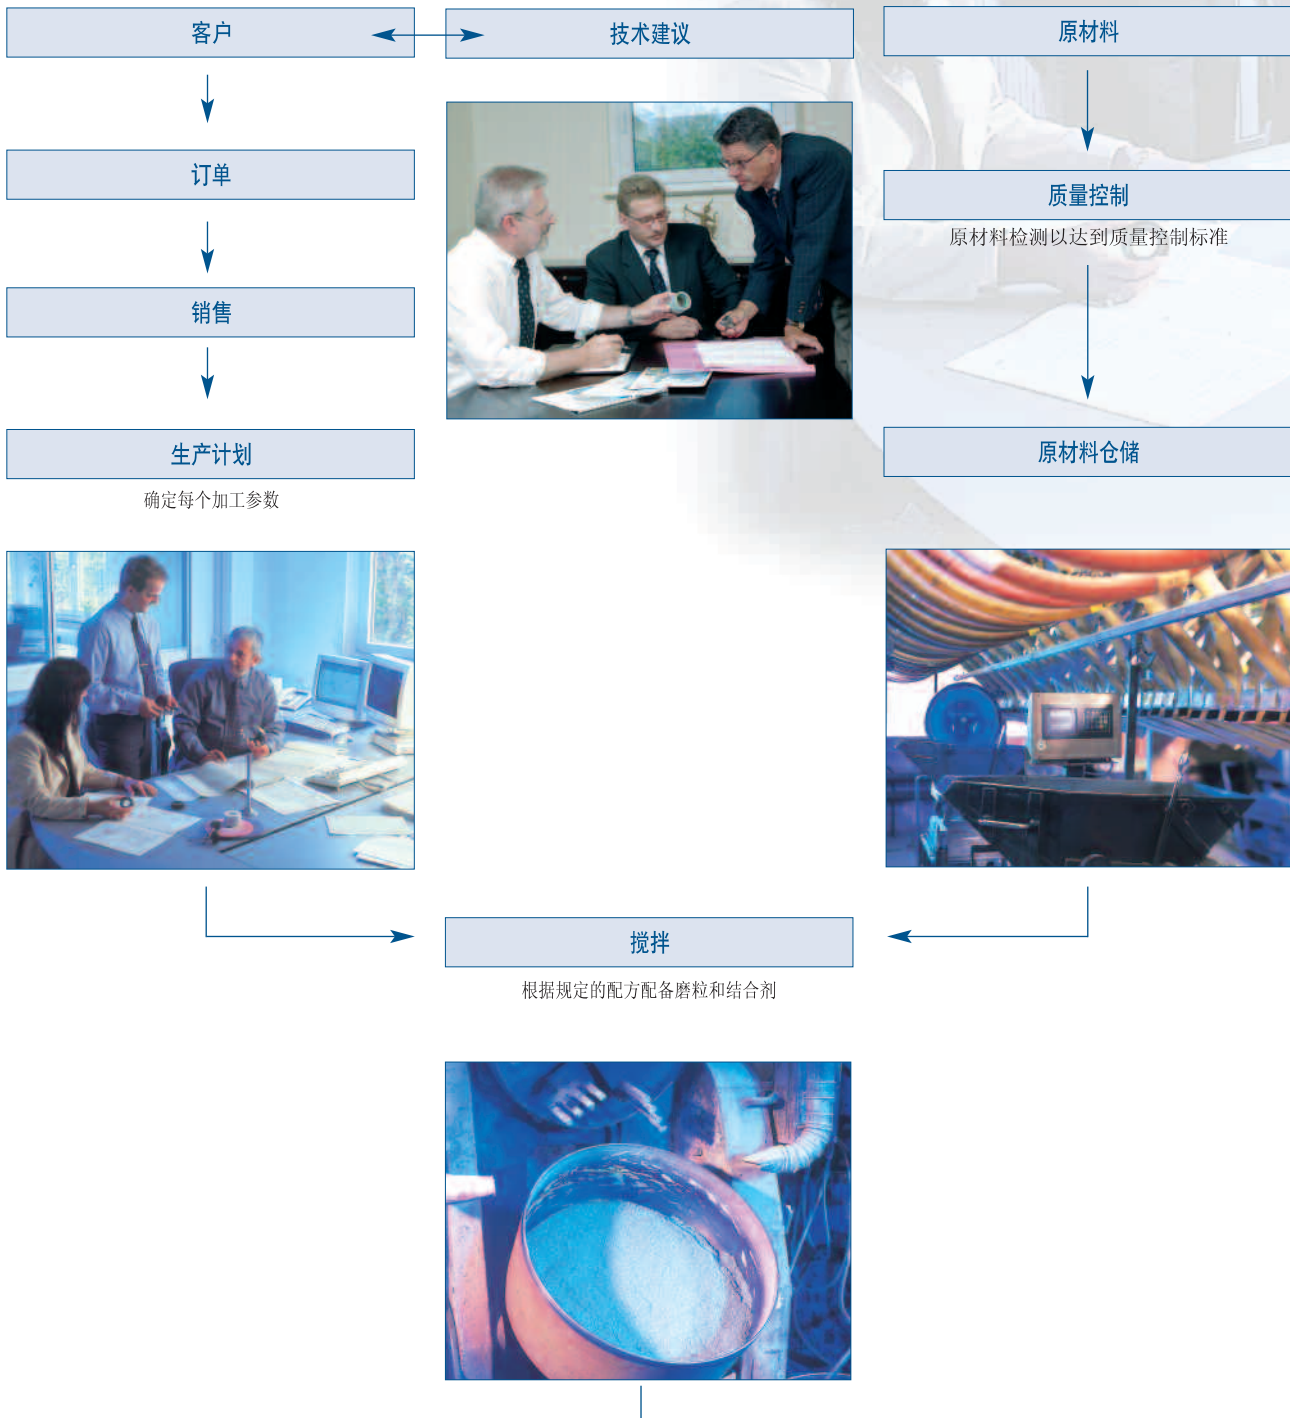 客户
技术建议
原材料
订单
质量控制
原材料检测以达到质量控制标准
销售
生产计划
确定每个加工参数
原材料仓储
搅拌
根据规定的配方配备磨粒和结合剂